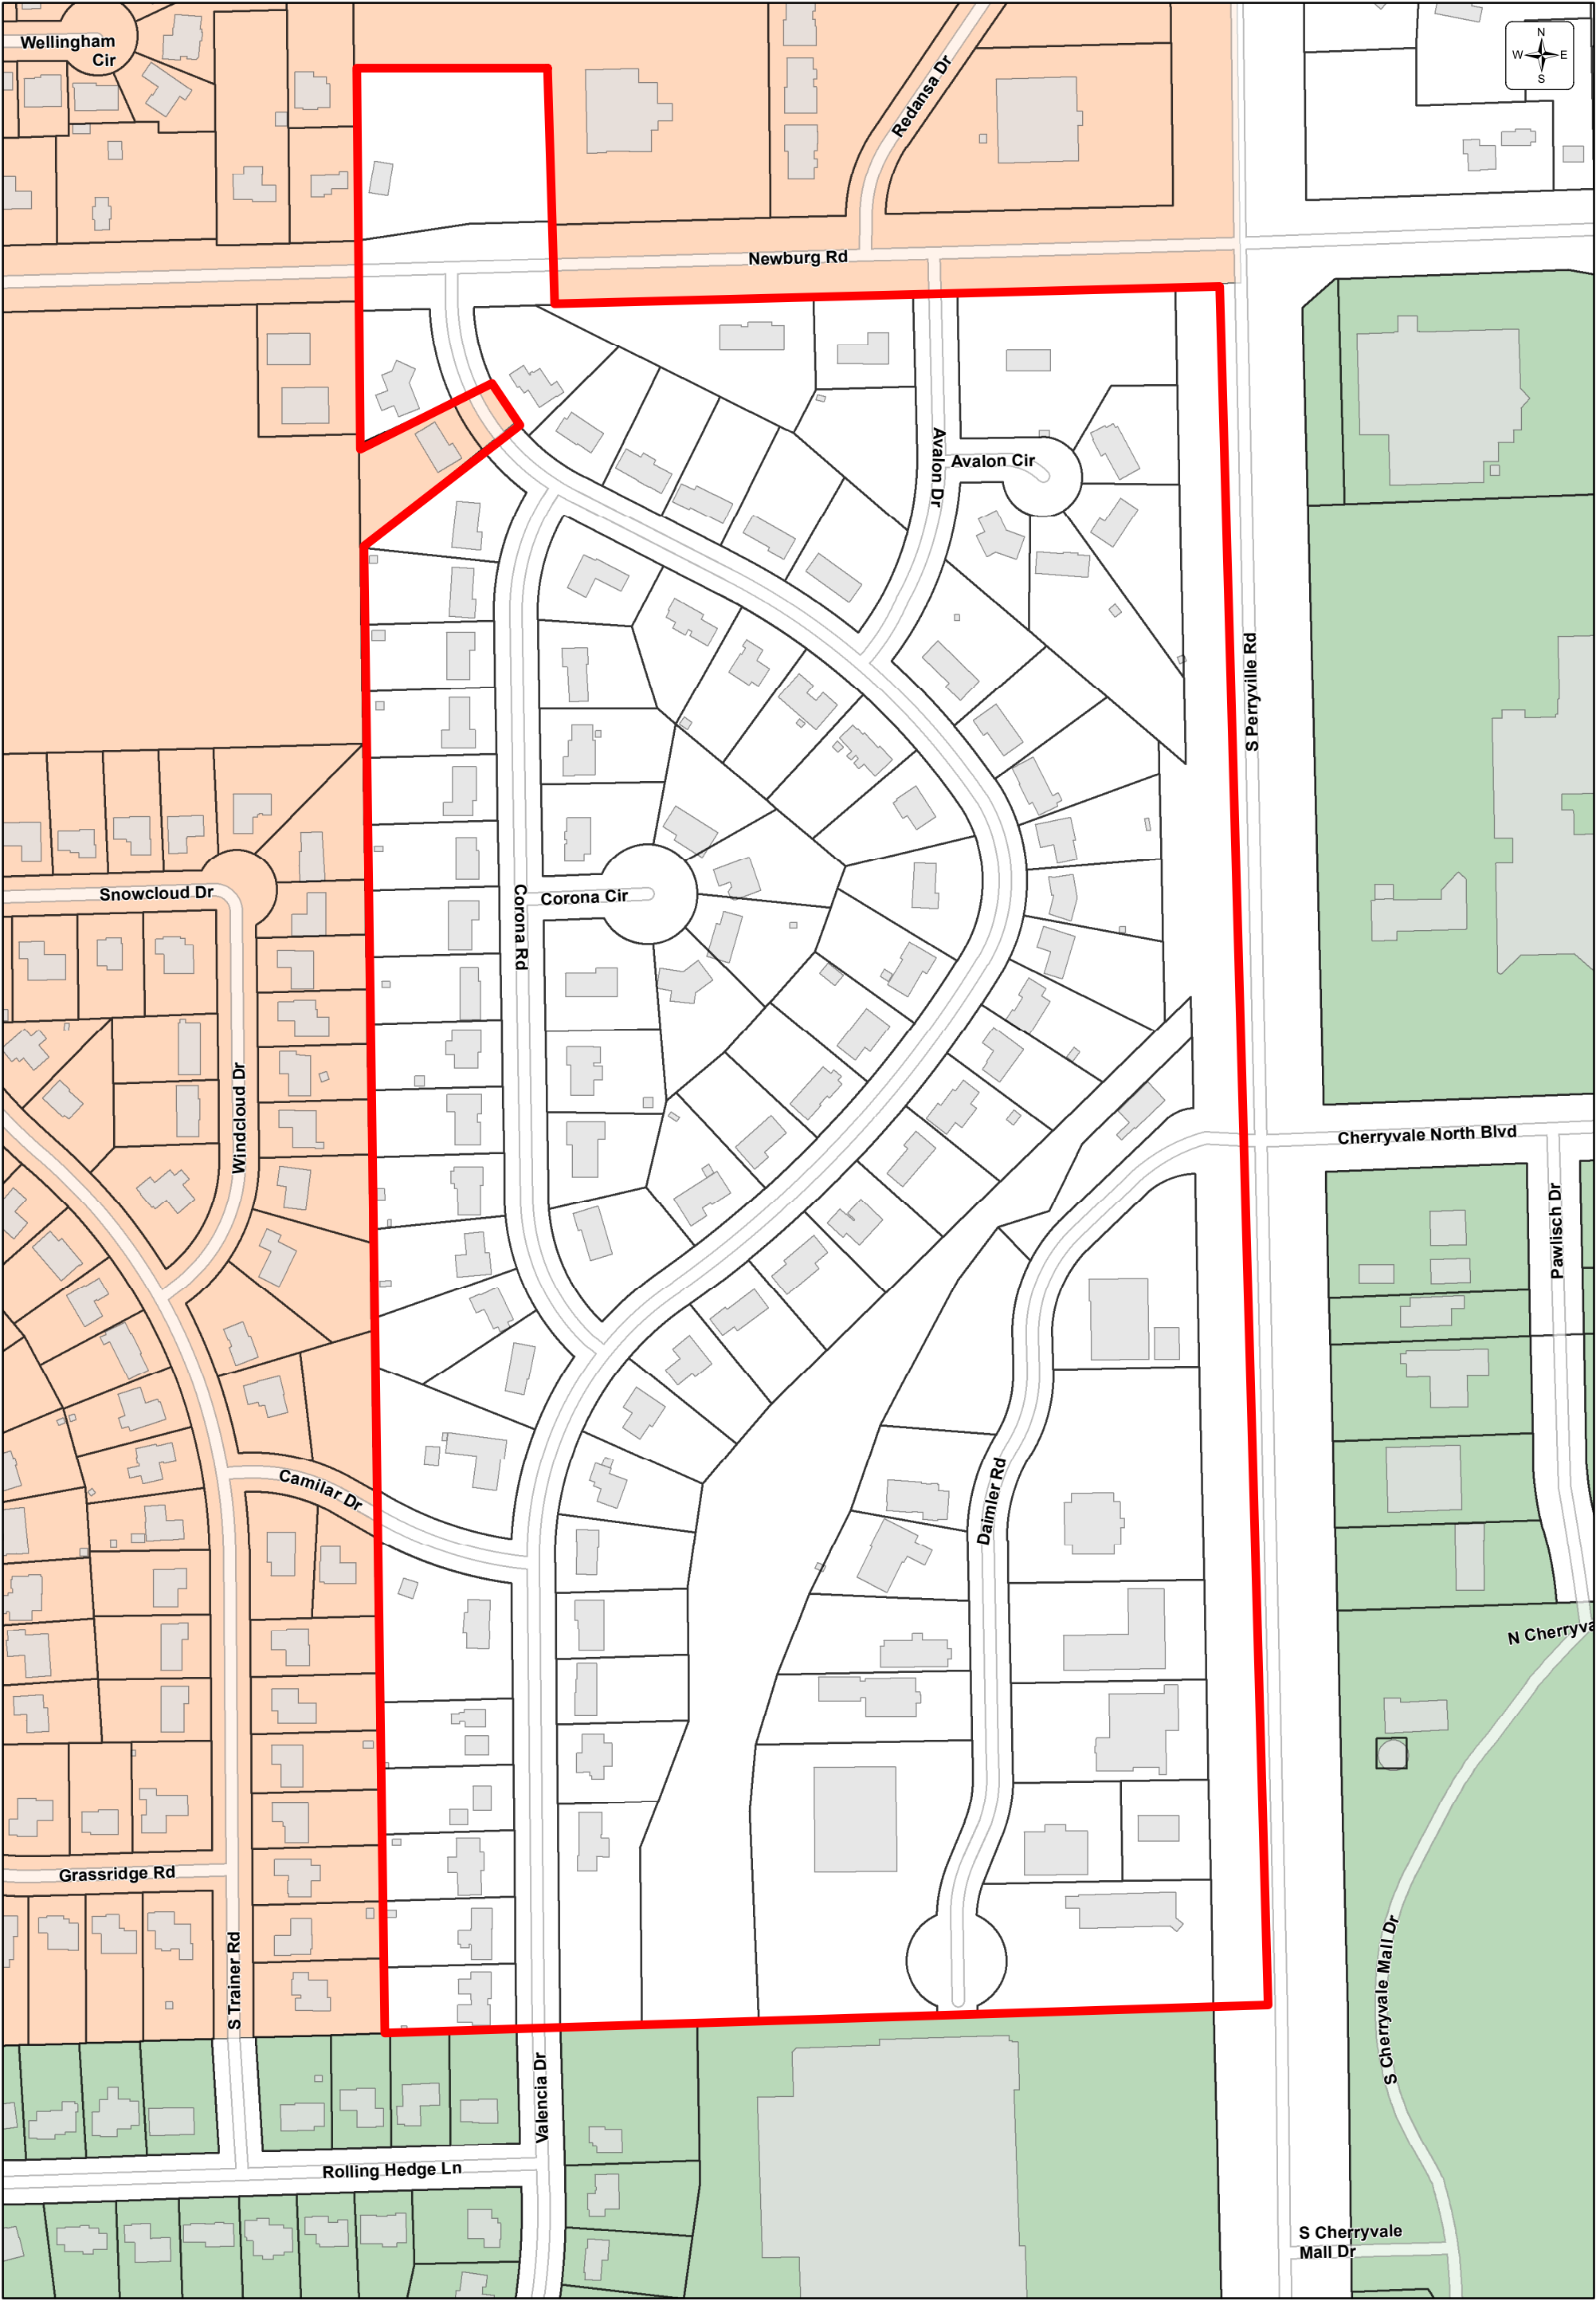 Wellingham
Cir
N
W E
S
Redansa Dr
Newburg Rd
Avalon Dr
Avalon Cir
S Perryville Rd
Snowcloud Dr
Corona Rd
Corona Cir
Windcloud Dr
Cherryvale North Blvd
Pawlisch Dr
Camilar Dr
Daimler Rd
N Cherryva
Grassridge Rd
S Trainer Rd
S Cherryvale Mall Dr
Valencia Dr
Rolling Hedge Ln
S Cherryvale
Mall Dr